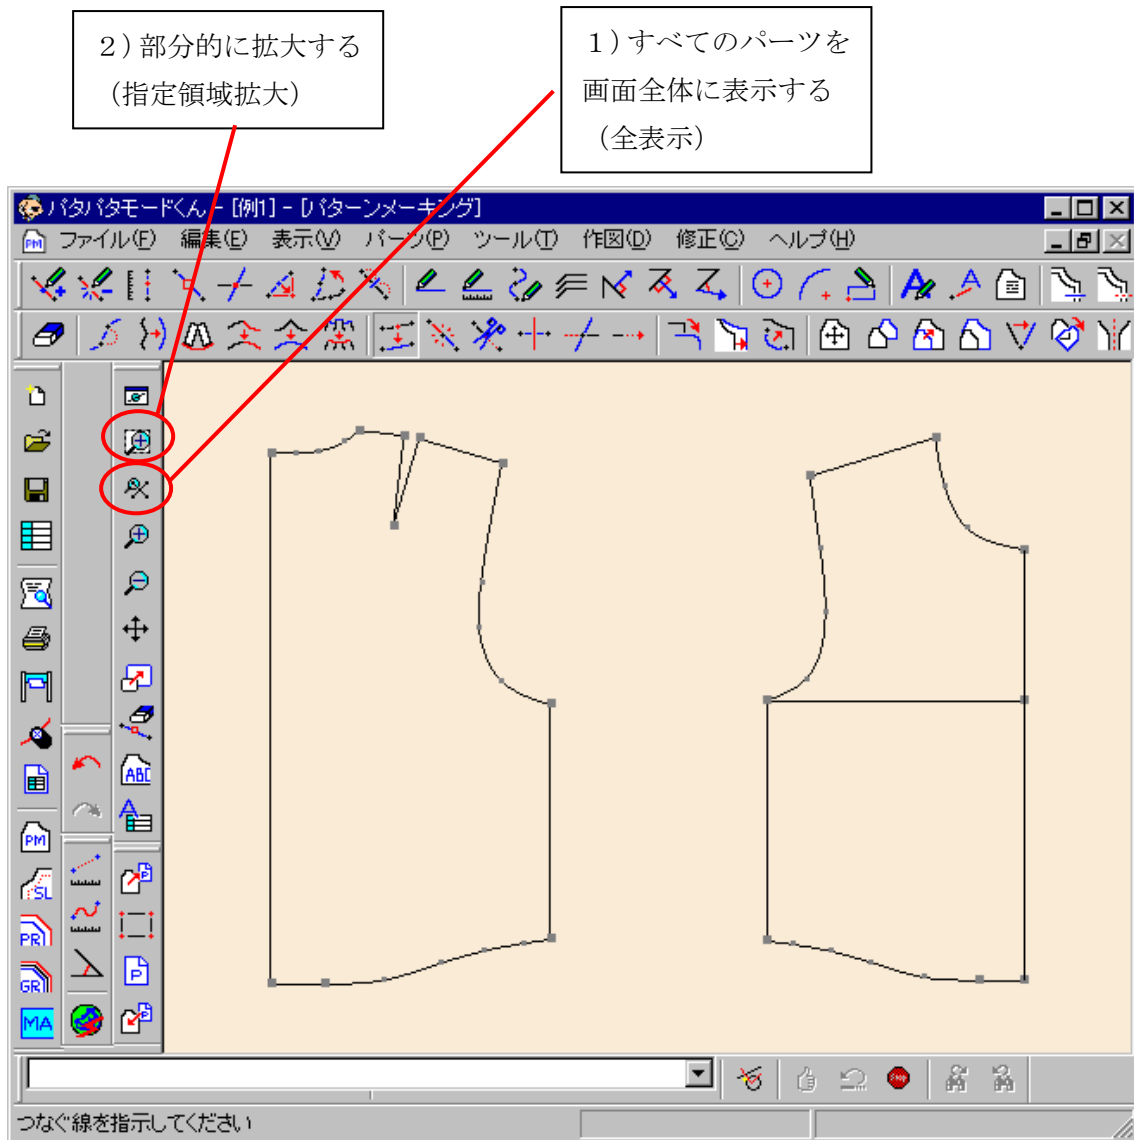 2）部分的に拡大する
（指定領域拡大）
1）すべてのパーツを
画面全体に表示する
（全表示）
パタパタモードくん - [例1] - [パターンメーキング]
PM ファイル(F) 編集(E) 表示(V) パーツ(P) ツール(T) 作図(D) 修正(C) ヘルプ(H)
A A
ABC
A
PM
SL
P
PR
P
GR
MA
P
STOP
つなぐ線を指示してください